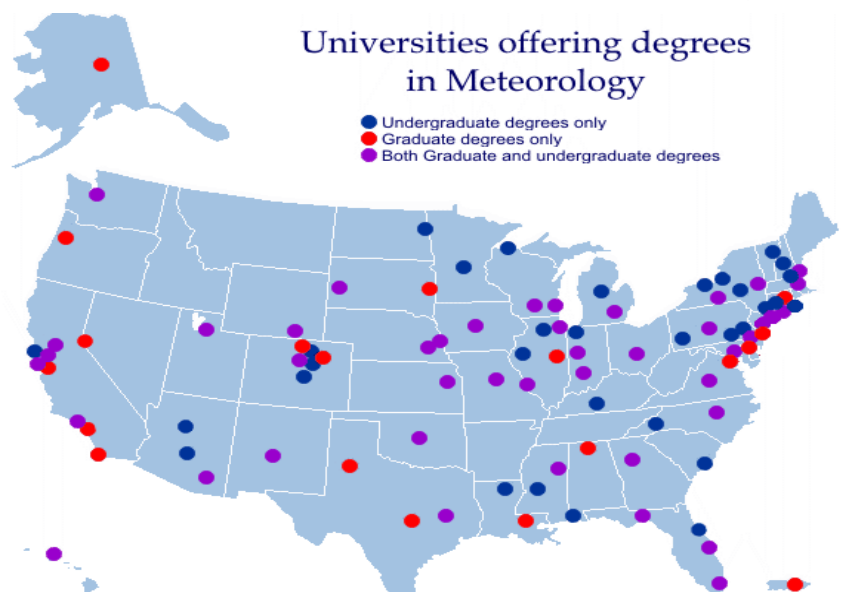 Universities offering degrees
in Meteorology
Undergraduate degrees only
Graduate degrees only
Both Graduate and undergraduate degrees